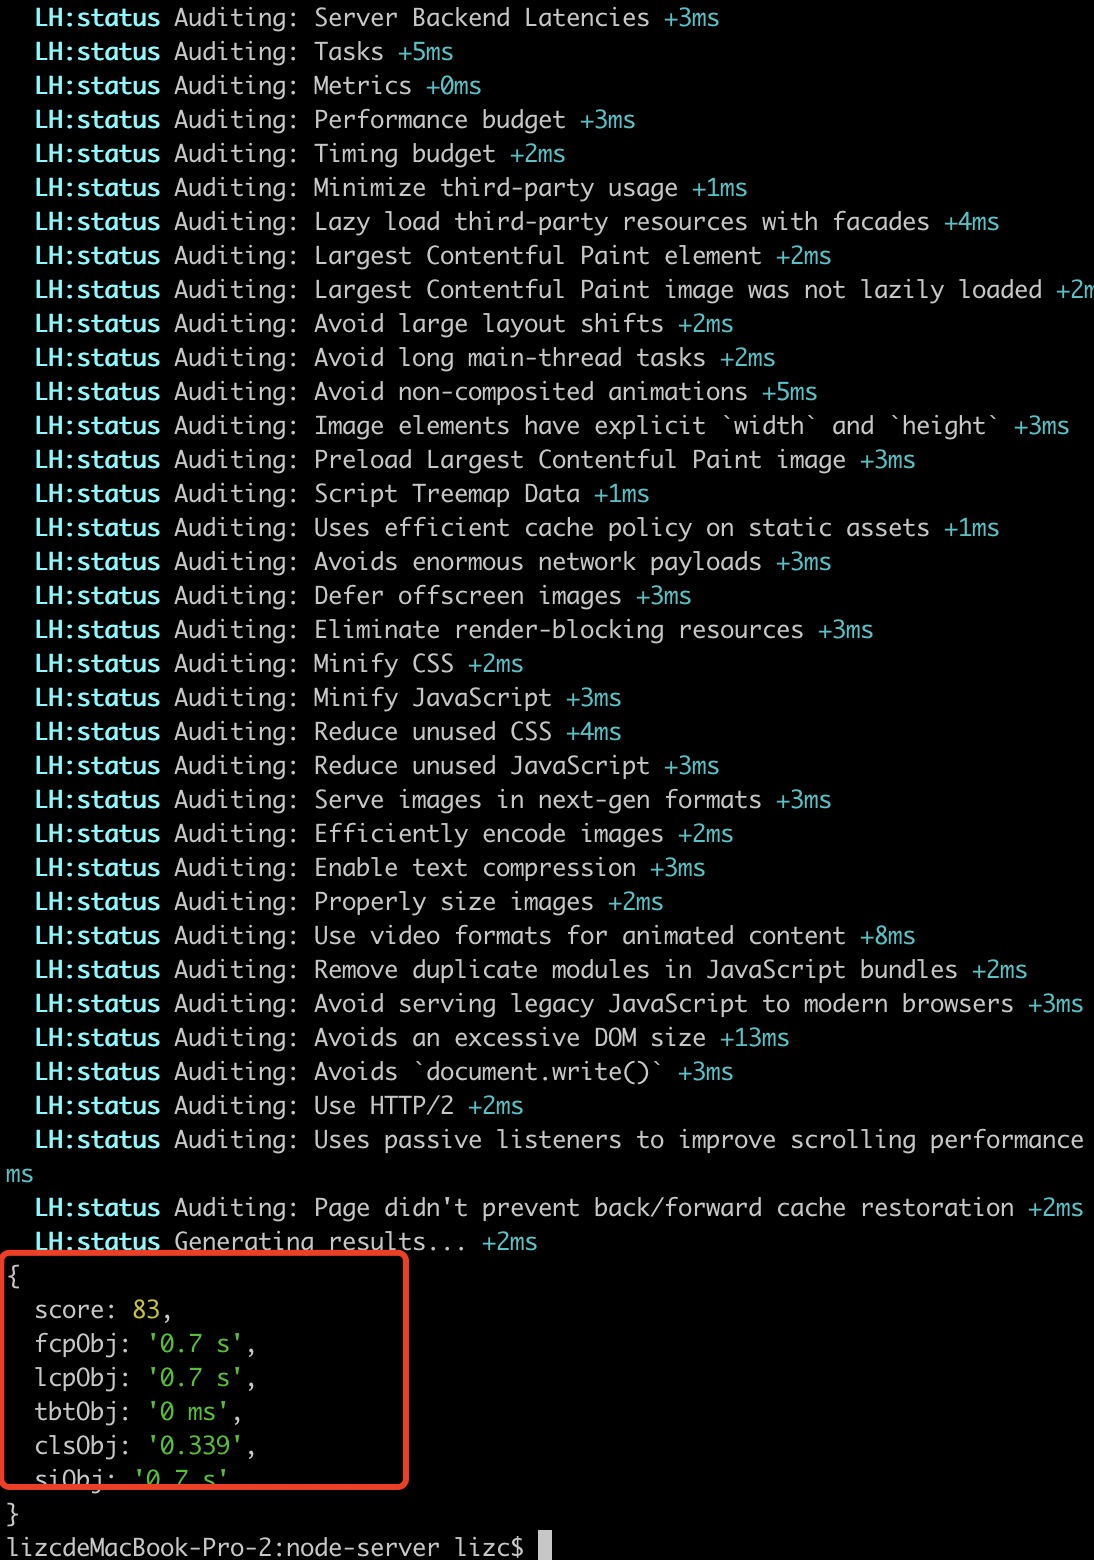 LH:status Auditing: Server Backend Latencies +3ms
LH:status Auditing: Tasks +5ms
LH:status Auditing: Metrics +0ms
LH:status Auditing: Performance budget +3ms
LH:status Auditing: Timing budget +2ms
LH:status Auditing: Minimize third-party usage +1ms
LH:status Auditing: Lazy load third-party resources with facades +4ms
LH:status Auditing: Largest Contentful Paint element +2ms
LH:status Auditing: Largest Contentful Paint image was not lazily loaded +2m
LH:status Auditing: Avoid large layout shifts +2ms
LH:status Auditing: Avoid long main-thread tasks +2ms
LH:status Auditing: Avoid non-composited animations +5ms
LH:status Auditing: Image elements have explicit `width` and `height` +3ms
LH:status Auditing: Preload Largest Contentful Paint image +3ms
LH:status Auditing: Script Treemap Data +1ms
LH:status Auditing: Uses efficient cache policy on static assets +1ms
LH:status Auditing: Avoids enormous network payloads +3ms
LH:status Auditing: Defer offscreen images +3ms
LH:status Auditing: Eliminate render-blocking resources +3ms
LH:status Auditing: Minify CSS +2ms
LH:status Auditing: Minify JavaScript +3ms
LH:status Auditing: Reduce unused CSS +4ms
LH:status Auditing: Reduce unused JavaScript +3ms
LH:status Auditing: Serve images in next-gen formats +3ms
LH:status Auditing: Efficiently encode images +2ms
LH:status Auditing: Enable text compression +3ms
LH:status Auditing: Properly size images +2ms
LH:status Auditing: Use video formats for animated content +8ms
LH:status Auditing: Remove duplicate modules in JavaScript bundles +2ms
LH:status Auditing: Avoid serving legacy JavaScript to modern browsers +3ms
LH:status Auditing: Avoids an excessive DOM size +13ms
LH:status Auditing: Avoids `document.write()` +3ms
LH:status Auditing: Use HTTP/2 +2ms
LH:status Auditing: Uses passive listeners to improve scrolling performance
ms
LH:status Auditing: Page didn't prevent back/forward cache restoration +2ms
LH:status Generating results... +2ms
{
score: 83,
fcpObj: '0.7 s',
lcpObj: '0.7 s',
tbtObj: '0 ms',
clsObj: '0.339',
siObj: '0.7 s'
}
lizcdeMacBook-Pro-2:node-server lizc$